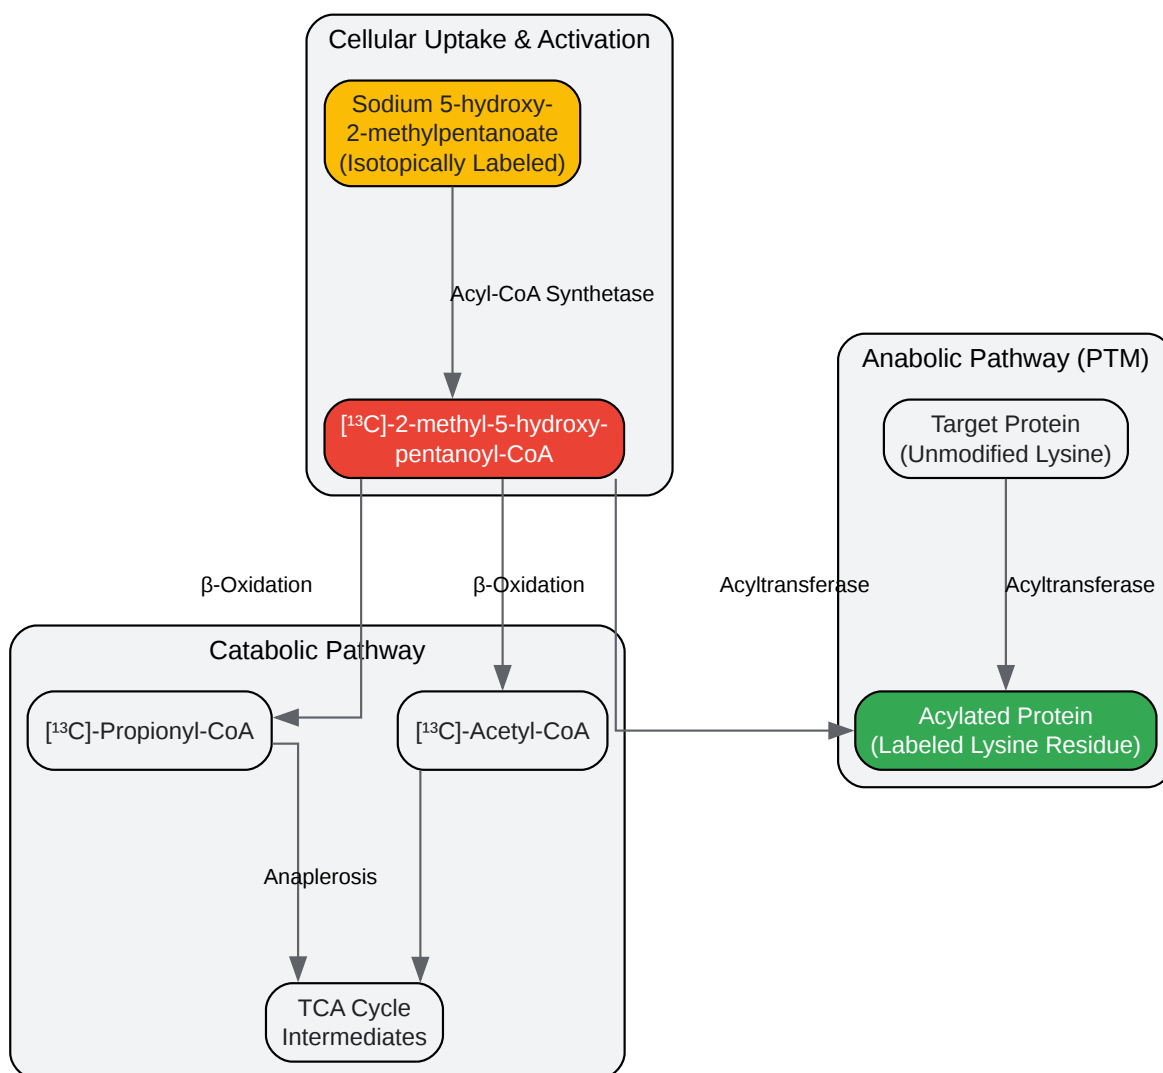 Cellular Uptake & Activation
Sodium 5-hydroxy-
2-methylpentanoate
(Isotopically Labeled)
Acyl-CoA Synthetase
[¹³C]-2-methyl-5-hydroxy-
pentanoyl-CoA
Anabolic Pathway (PTM)
Target Protein
(Unmodified Lysine)
β-Oxidation
β-Oxidation
Acyltransferase
Acyltransferase
Catabolic Pathway
[¹³C]-Propionyl-CoA
[¹³C]-Acetyl-CoA
Acylated Protein
(Labeled Lysine Residue)
Anaplerosis
TCA Cycle
Intermediates